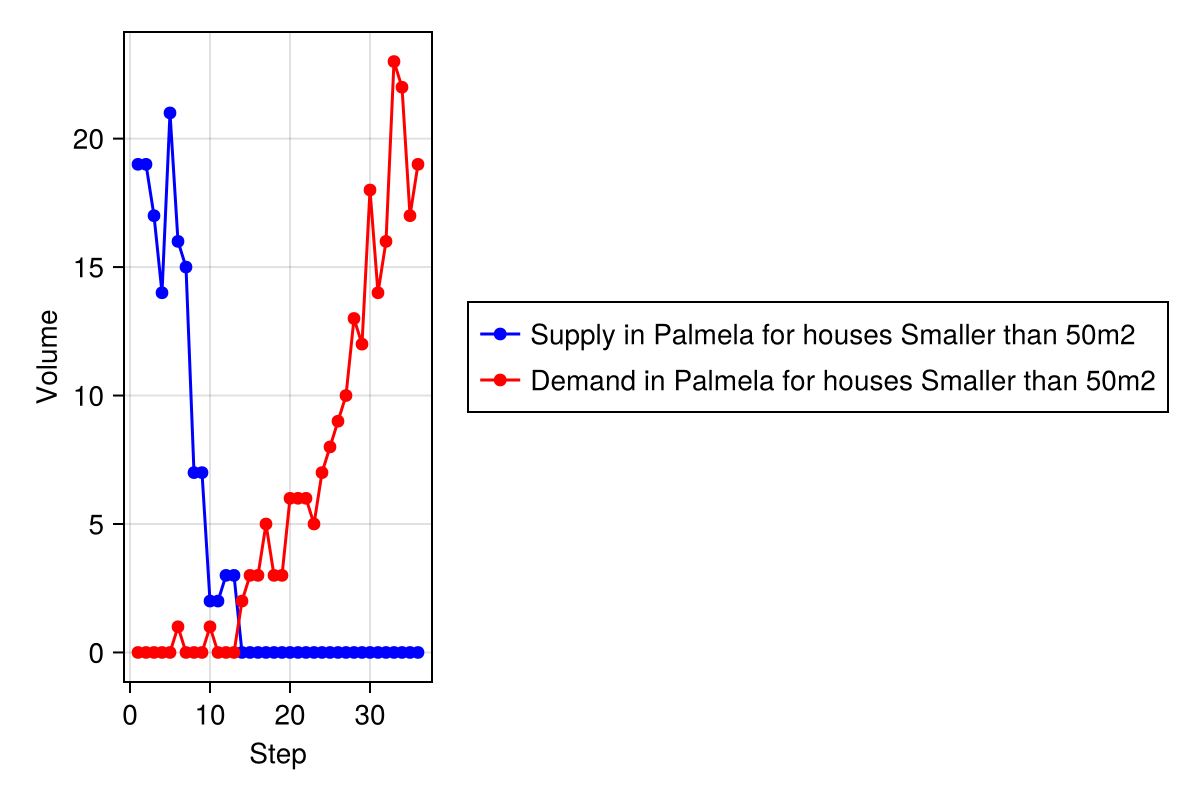 20
15
10
5
0
Volume
0 10 20 30
Step
Supply in Palmela for houses Smaller than 50m2
Demand in Palmela for houses Smaller than 50m2